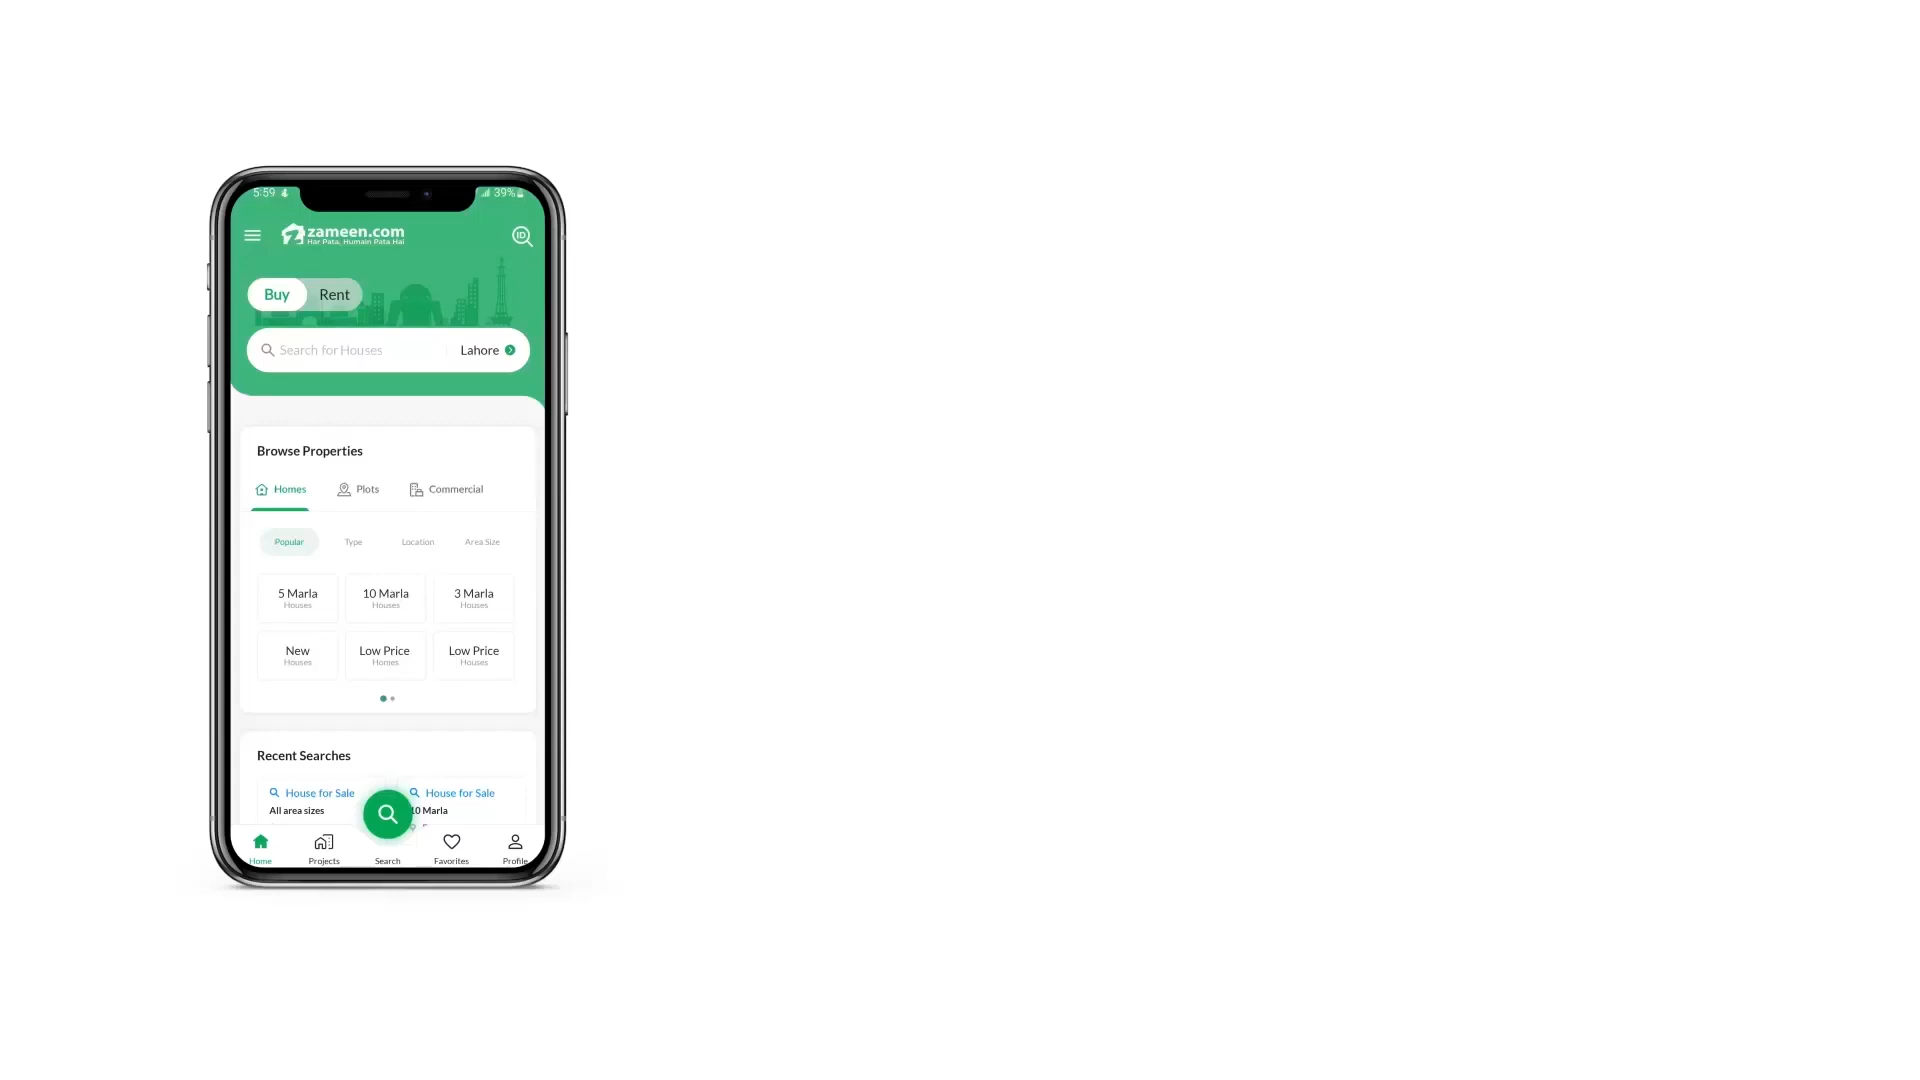 5:59
39%
zameen.com
Har Pata, Humain Pata Hai
ID
Buy Rent
Search for Houses Lahore
Browse Properties
Homes Plots Commercial
Popular Type Location Area Size
5 Marla 10 Marla 3 Marla
Houses Houses Houses
New Low Price Low Price
Houses Homes Houses
Recent Searches
House for Sale House for Sale
All area sizes 10 Marla
Home Projects Search Favorites Profile